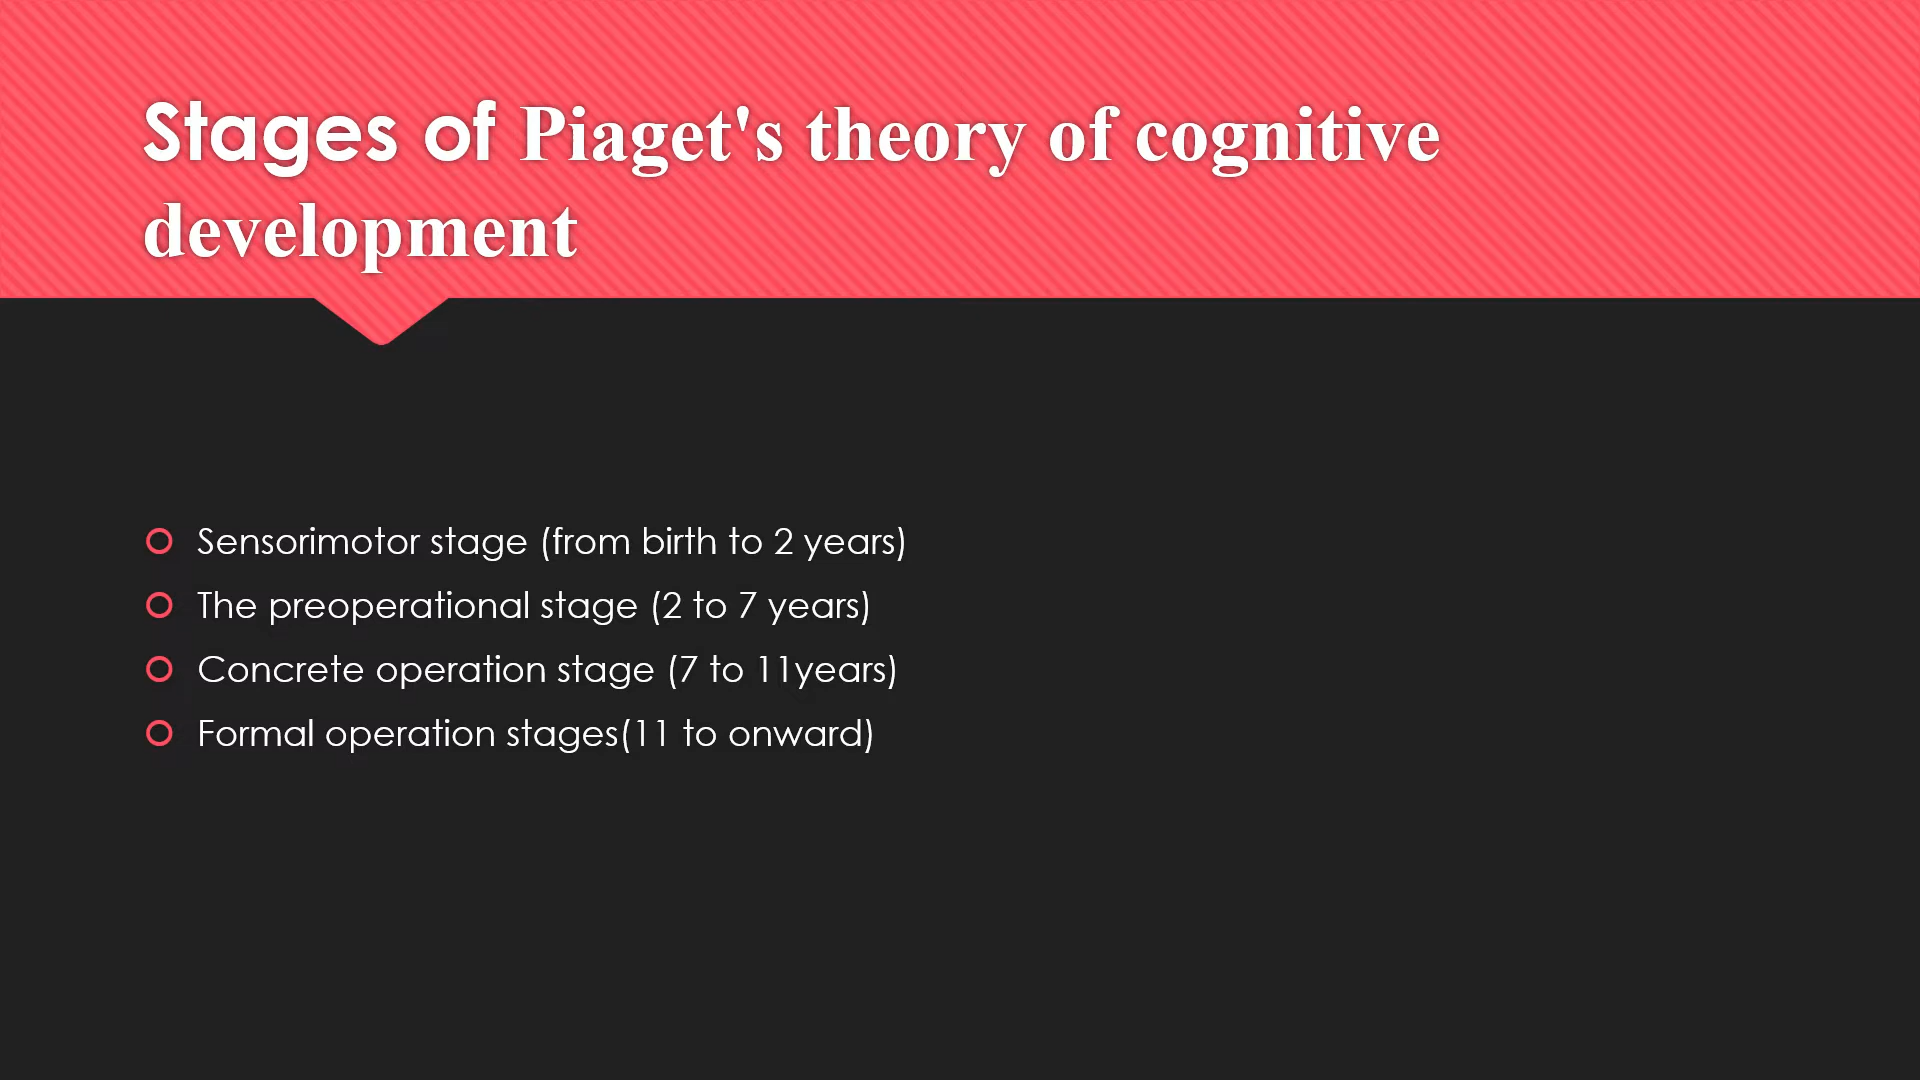 Stages of Piaget's theory of cognitive
development
Sensorimotor stage (from birth to 2 years)
The preoperational stage (2 to 7 years)
Concrete operation stage (7 to 11years)
Formal operation stages(11 to onward)